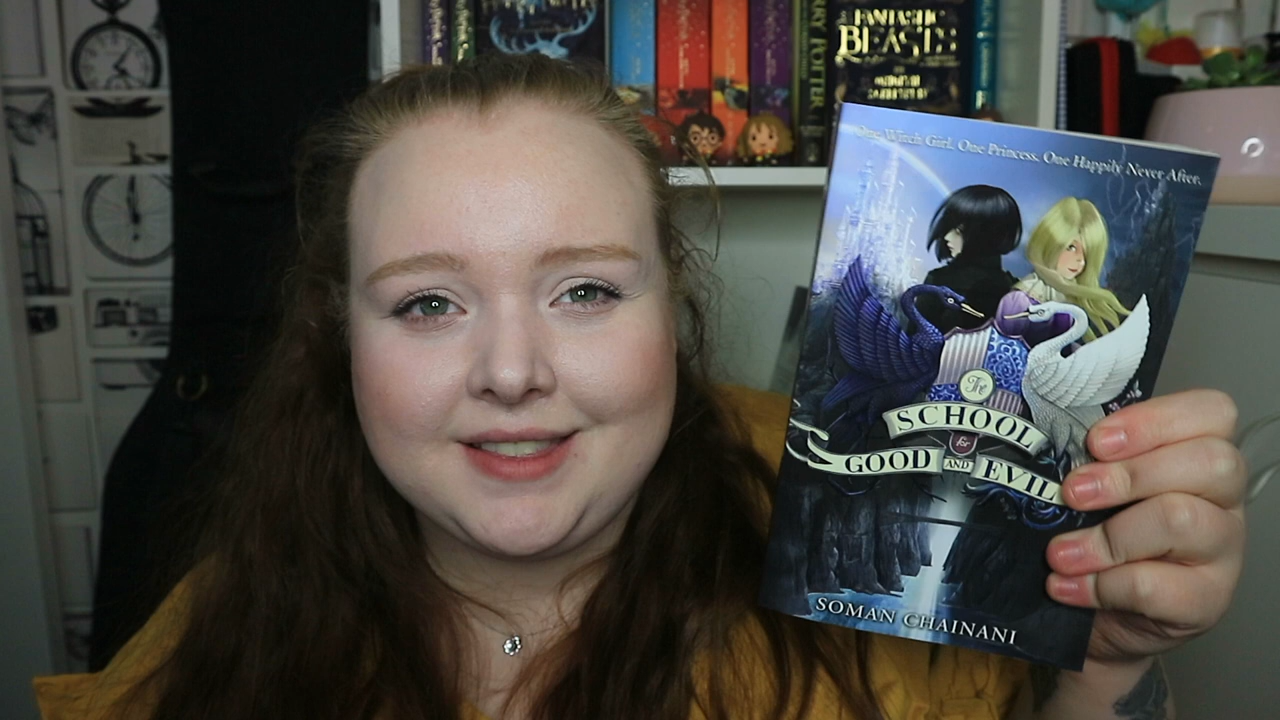 FANTASTIC
BEASTS
HARRY POTTER
One Witch Girl. One Princess. One Happily Never After.
The
SCHOOL
for
GOOD AND EVIL
SOMAN CHAINANI